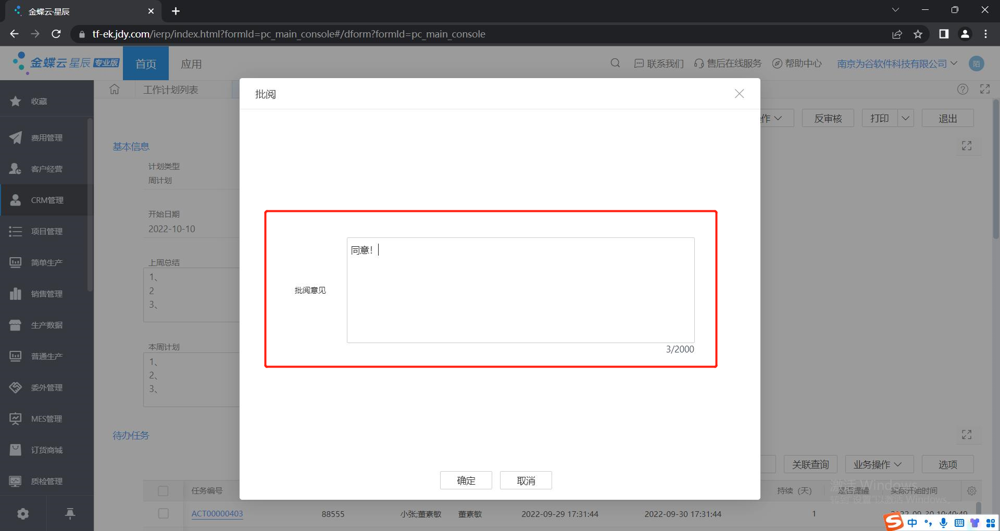 金蝶云·星辰
tf-ek.jdy.com/ierp/index.html?formId=pc_main_console#/dform?formId=pc_main_console
金蝶云 星辰 专业版
首页
应用
联系我们
售后在线服务
帮助中心
南京为谷软件科技有限公司
陌
收藏
费用管理
客户经营
CRM管理
项目管理
简单生产
销售管理
生产数据
普通生产
委外管理
MES管理
订货商城
质检管理
工作计划列表
批阅
作
反审核
打印
退出
基本信息
计划类型
周计划
开始日期
2022-10-10
上周总结
1、
2
3、
本周计划
1、
2、
3、
批阅意见
同意！
3/2000
确定
取消
待办任务
关联查询
业务操作
选项
任务编号
持续（天）
是否提醒
实际开始时间
ACT00000403
88555
小张;董素敏
董素敏
2022-09-29 17:31:44
2022-09-30 17:31:44
1
2022-09-30 10:40:49
激活 Windows
转到"设置"以激活 Windows。
中